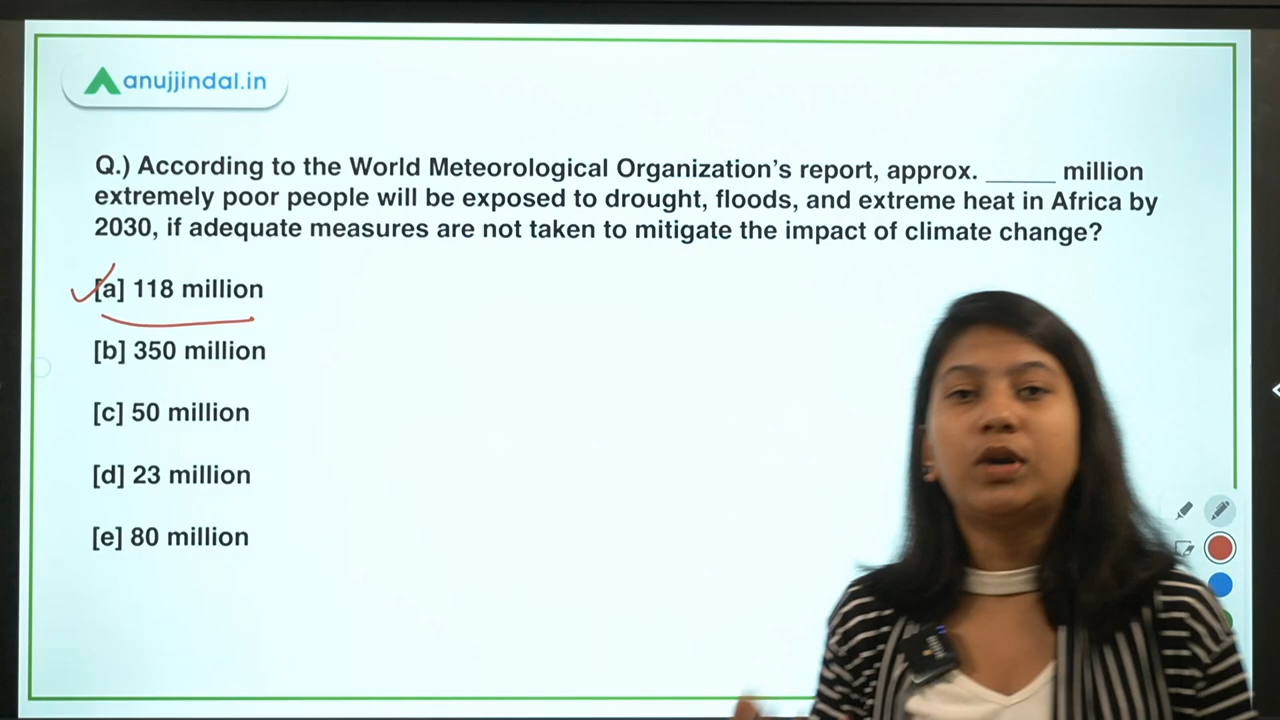 anujjindal.in
Q.) According to the World Meteorological Organization's report, approx. _____ million
extremely poor people will be exposed to drought, floods, and extreme heat in Africa by
2030, if adequate measures are not taken to mitigate the impact of climate change?
[a] 118 million
[b] 350 million
[c] 50 million
[d] 23 million
[e] 80 million